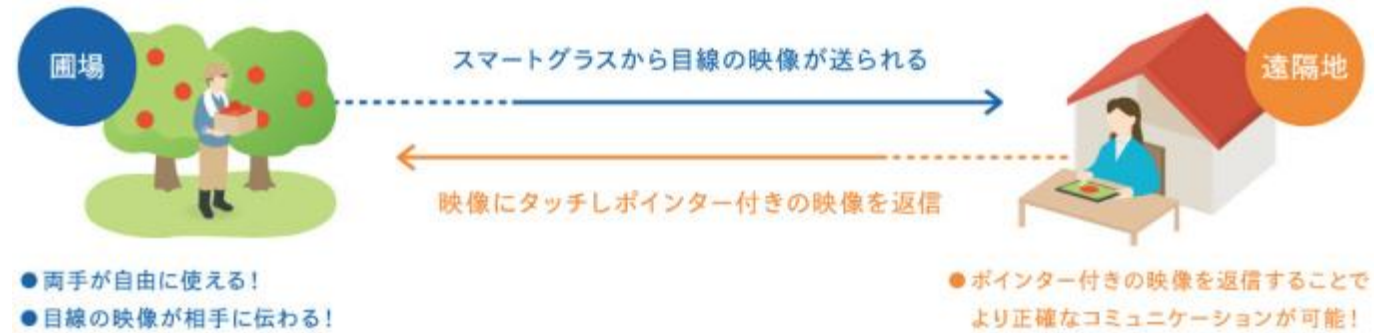 圃場
スマートグラスから目線の映像が送られる
遠隔地
映像にタッチしポインター付きの映像を返信
●両手が自由に使える！
●目線の映像が相手に伝わる！
●ポインター付きの映像を返信することで
より正確なコミュニケーションが可能！